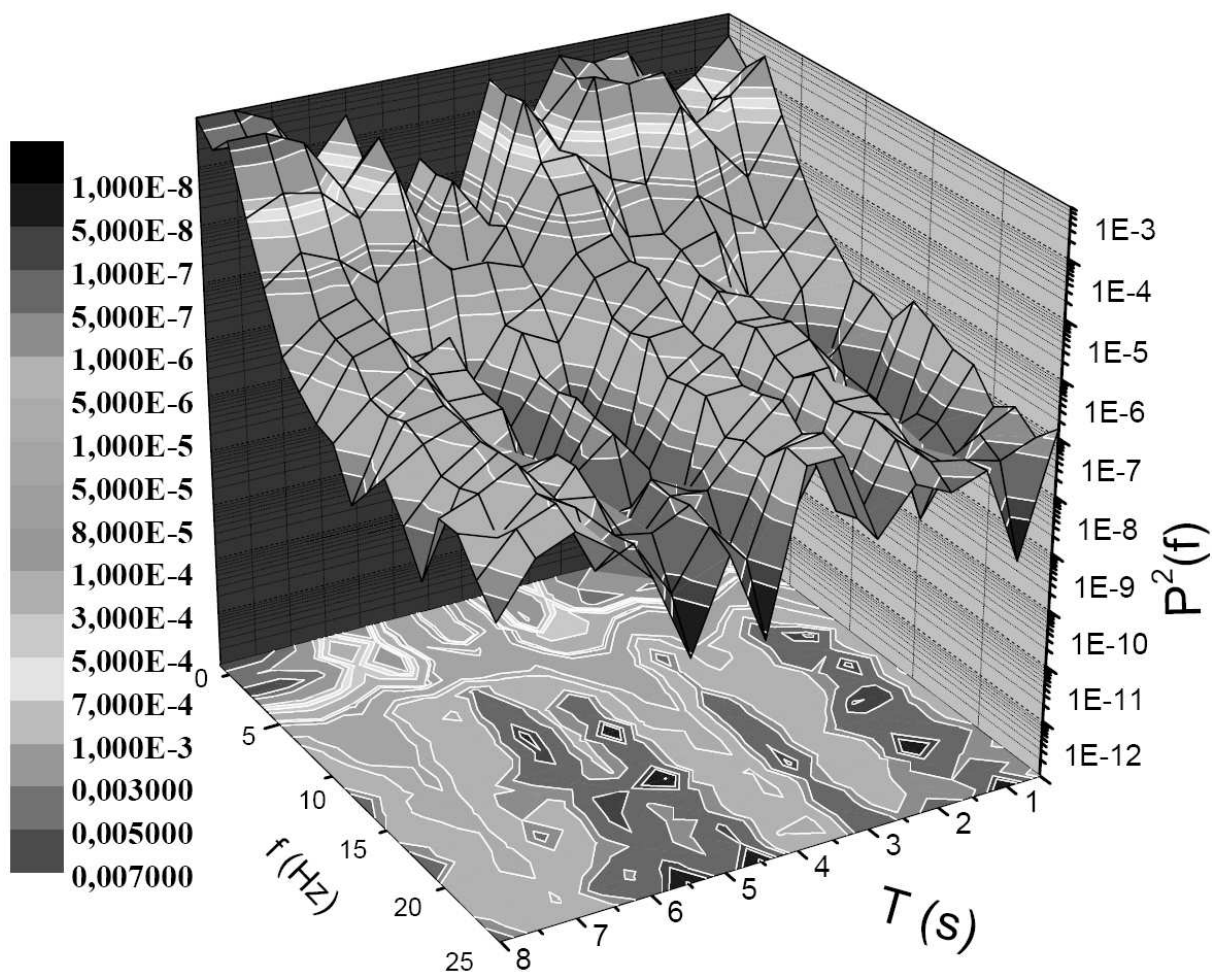 1,000E-8
5,000E-8
1,000E-7
5,000E-7
1,000E-6
5,000E-6
1,000E-5
5,000E-5
8,000E-5
1,000E-4
3,000E-4
5,000E-4
7,000E-4
1,000E-3
0,003000
0,005000
0,007000
1E-3
1E-4
1E-5
1E-6
1E-7
1E-8
1E-9
1E-10
1E-11
1E-12
P²(f)
0
5
10
15
20
25
f (Hz)
8
7
6
5
4
3
2
1
T (s)